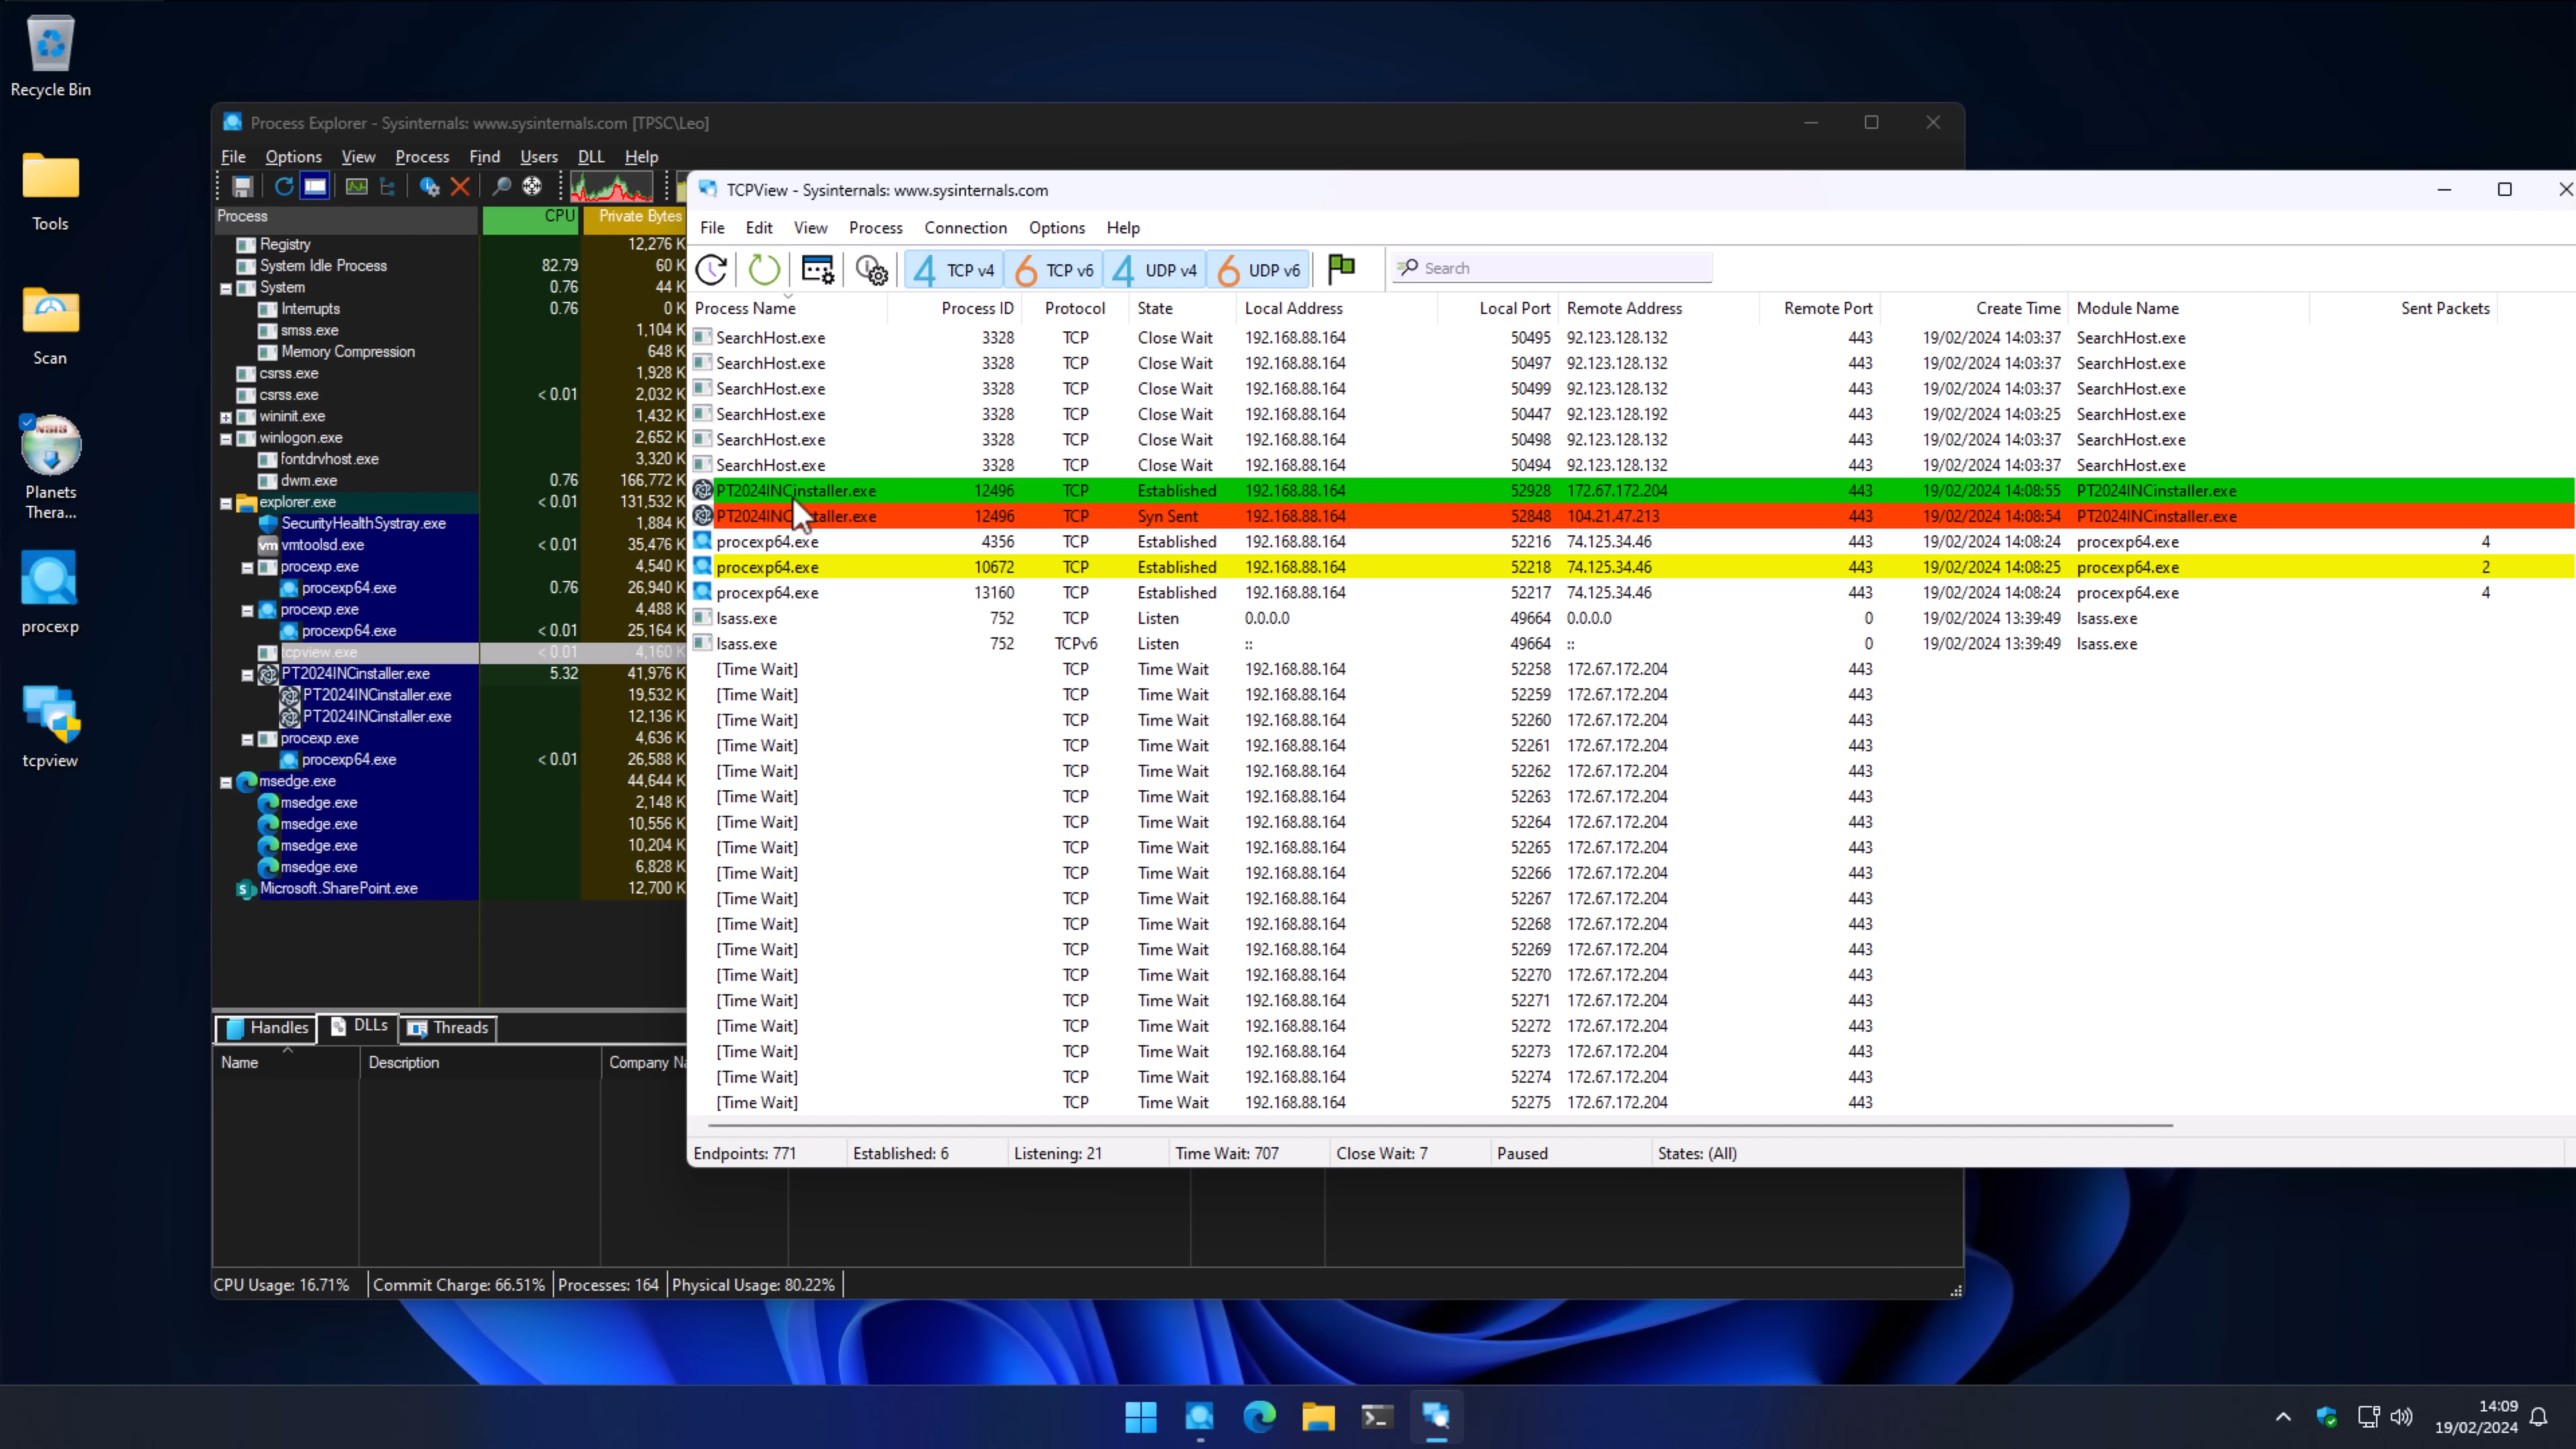 Recycle Bin
Tools
Scan
Planets
Thera...
procexp
tcpview
Process Explorer - Sysinternals: www.sysinternals.com [TPSC\Leo]
File Options View Process Find Users DLL Help
Process CPU Private Bytes
Registry 12,276 K
System Idle Process 82.79 60 K
System 0.76 44 K
Interrupts 0.76 0 K
smss.exe 1,104 K
Memory Compression 648 K
csrss.exe 1,928 K
csrss.exe < 0.01 2,032 K
wininit.exe 1,432 K
winlogon.exe 2,652 K
fontdrvhost.exe 3,320 K
dwm.exe 0.76 166,772 K
explorer.exe < 0.01 131,532 K
SecurityHealthSystray.exe 1,884 K
vmtoolsd.exe < 0.01 35,476 K
procexp.exe 4,540 K
procexp64.exe 0.76 26,940 K
procexp.exe 4,488 K
procexp64.exe < 0.01 25,164 K
tcpview.exe < 0.01 4,160 K
PT2024INCinstaller.exe 5.32 41,976 K
PT2024INCinstaller.exe 19,532 K
PT2024INCinstaller.exe 12,136 K
procexp.exe 4,636 K
procexp64.exe < 0.01 26,588 K
msedge.exe 44,644 K
msedge.exe 2,148 K
msedge.exe 10,556 K
msedge.exe 10,204 K
msedge.exe 6,828 K
Microsoft.SharePoint.exe 12,700 K
Handles DLLs Threads
Name Description Company Na
CPU Usage: 16.71% Commit Charge: 66.51% Processes: 164 Physical Usage: 80.22%
TCPView - Sysinternals: www.sysinternals.com
File Edit View Process Connection Options Help
4 TCP v4 6 TCP v6 4 UDP v4 6 UDP v6 Search
Process Name Process ID Protocol State Local Address Local Port Remote Address Remote Port Create Time Module Name Sent Packets
SearchHost.exe 3328 TCP Close Wait 192.168.88.164 50495 92.123.128.132 443 19/02/2024 14:03:37 SearchHost.exe
SearchHost.exe 3328 TCP Close Wait 192.168.88.164 50497 92.123.128.132 443 19/02/2024 14:03:37 SearchHost.exe
SearchHost.exe 3328 TCP Close Wait 192.168.88.164 50499 92.123.128.132 443 19/02/2024 14:03:37 SearchHost.exe
SearchHost.exe 3328 TCP Close Wait 192.168.88.164 50447 92.123.128.192 443 19/02/2024 14:03:25 SearchHost.exe
SearchHost.exe 3328 TCP Close Wait 192.168.88.164 50498 92.123.128.132 443 19/02/2024 14:03:37 SearchHost.exe
SearchHost.exe 3328 TCP Close Wait 192.168.88.164 50494 92.123.128.132 443 19/02/2024 14:03:37 SearchHost.exe
PT2024INCinstaller.exe 12496 TCP Established 192.168.88.164 52928 172.67.172.204 443 19/02/2024 14:08:55 PT2024INCinstaller.exe
PT2024INCinstaller.exe 12496 TCP Syn Sent 192.168.88.164 52848 104.21.47.213 443 19/02/2024 14:08:54 PT2024INCinstaller.exe
procexp64.exe 4356 TCP Established 192.168.88.164 52216 74.125.34.46 443 19/02/2024 14:08:24 procexp64.exe 4
procexp64.exe 10672 TCP Established 192.168.88.164 52218 74.125.34.46 443 19/02/2024 14:08:25 procexp64.exe 2
procexp64.exe 13160 TCP Established 192.168.88.164 52217 74.125.34.46 443 19/02/2024 14:08:24 procexp64.exe 4
lsass.exe 752 TCP Listen 0.0.0.0 49664 0.0.0.0 0 19/02/2024 13:39:49 lsass.exe
lsass.exe 752 TCPv6 Listen :: 49664 :: 0 19/02/2024 13:39:49 lsass.exe
[Time Wait] TCP Time Wait 192.168.88.164 52258 172.67.172.204 443
[Time Wait] TCP Time Wait 192.168.88.164 52259 172.67.172.204 443
[Time Wait] TCP Time Wait 192.168.88.164 52260 172.67.172.204 443
[Time Wait] TCP Time Wait 192.168.88.164 52261 172.67.172.204 443
[Time Wait] TCP Time Wait 192.168.88.164 52262 172.67.172.204 443
[Time Wait] TCP Time Wait 192.168.88.164 52263 172.67.172.204 443
[Time Wait] TCP Time Wait 192.168.88.164 52264 172.67.172.204 443
[Time Wait] TCP Time Wait 192.168.88.164 52265 172.67.172.204 443
[Time Wait] TCP Time Wait 192.168.88.164 52266 172.67.172.204 443
[Time Wait] TCP Time Wait 192.168.88.164 52267 172.67.172.204 443
[Time Wait] TCP Time Wait 192.168.88.164 52268 172.67.172.204 443
[Time Wait] TCP Time Wait 192.168.88.164 52269 172.67.172.204 443
[Time Wait] TCP Time Wait 192.168.88.164 52270 172.67.172.204 443
[Time Wait] TCP Time Wait 192.168.88.164 52271 172.67.172.204 443
[Time Wait] TCP Time Wait 192.168.88.164 52272 172.67.172.204 443
[Time Wait] TCP Time Wait 192.168.88.164 52273 172.67.172.204 443
[Time Wait] TCP Time Wait 192.168.88.164 52274 172.67.172.204 443
[Time Wait] TCP Time Wait 192.168.88.164 52275 172.67.172.204 443
Endpoints: 771 Established: 6 Listening: 21 Time Wait: 707 Close Wait: 7 Paused States: (All)
14:09
19/02/2024